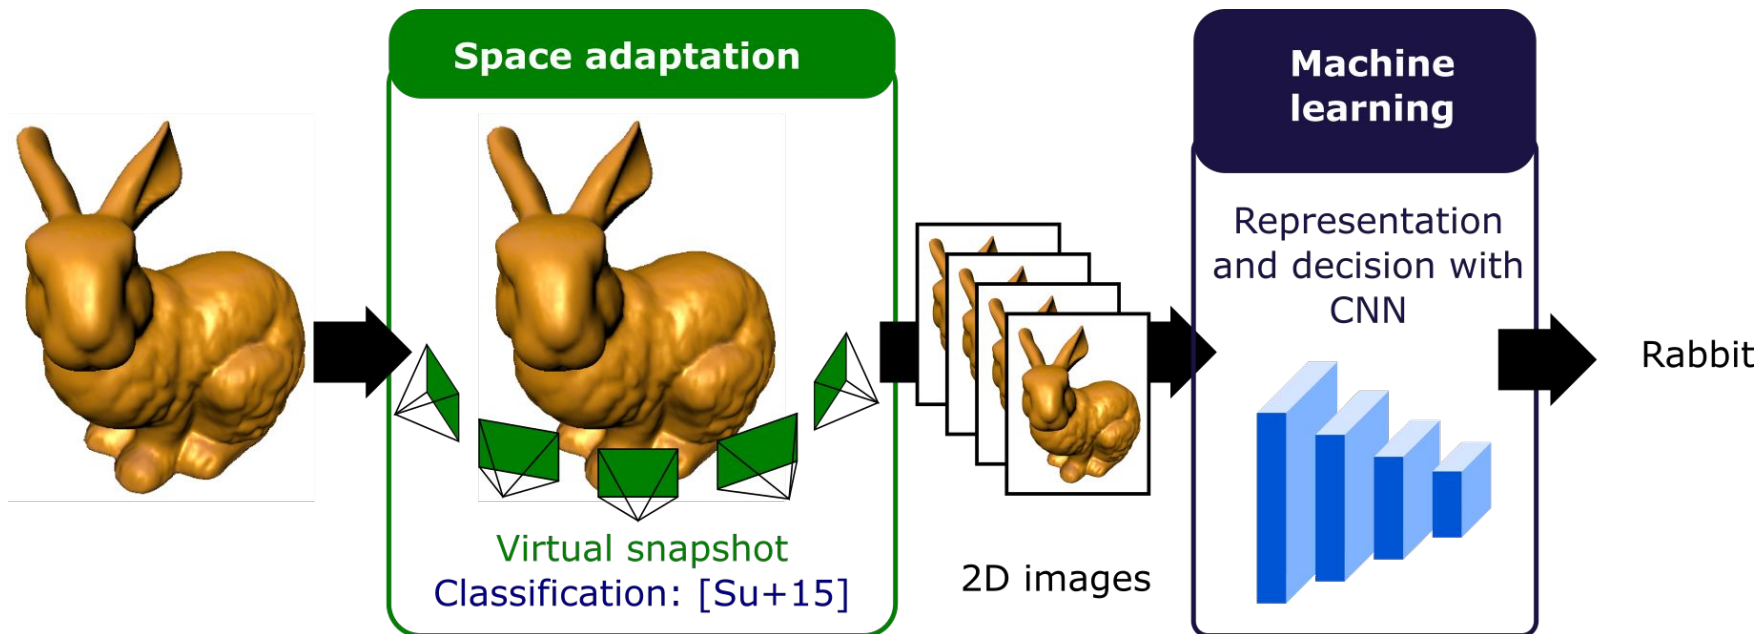 Space adaptation
Virtual snapshot
Classification: [Su+15]
2D images
Machine
learning
Representation
and decision with
CNN
Rabbit